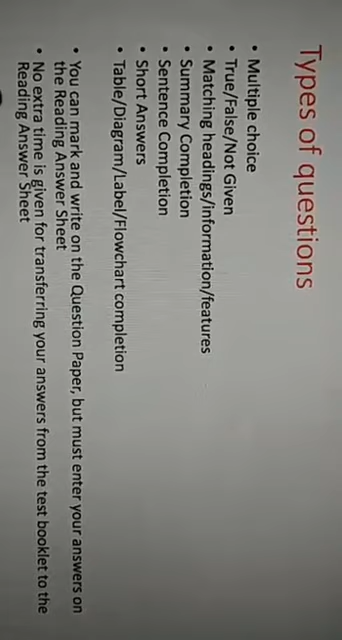 Types of questions
• Multiple choice
• True/False/Not Given
• Matching headings/information/features
• Summary Completion
• Sentence Completion
• Short Answers
• Table/Diagram/Label/Flowchart completion
• You can mark and write on the Question Paper, but must enter your answers on
the Reading Answer Sheet
• No extra time is given for transferring your answers from the test booklet to the
Reading Answer Sheet